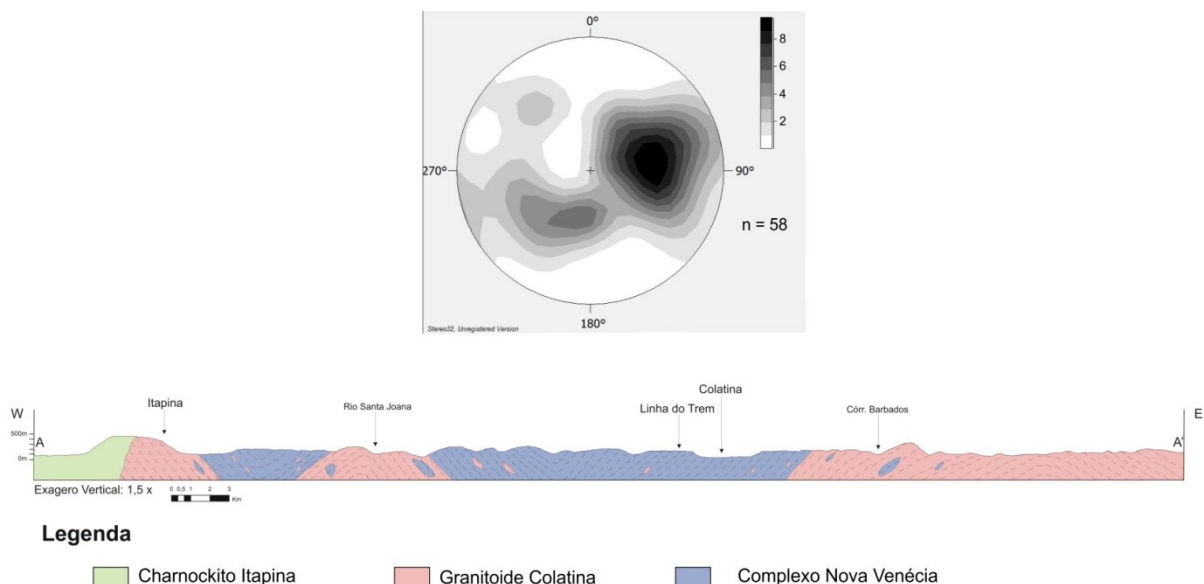 0°
8
6
4
2
270°
90°
n = 58
180°
Stereo32, Unregistered Version
Colatina
W
E
Itapina
Rio Santa Joana
Linha do Trem
Córr. Barbados
500m
A
A'
0m
Exagero Vertical: 1,5 x
0 0,5 1 2 3
Km
Legenda
Charnockito Itapina
Granitoide Colatina
Complexo Nova Venécia